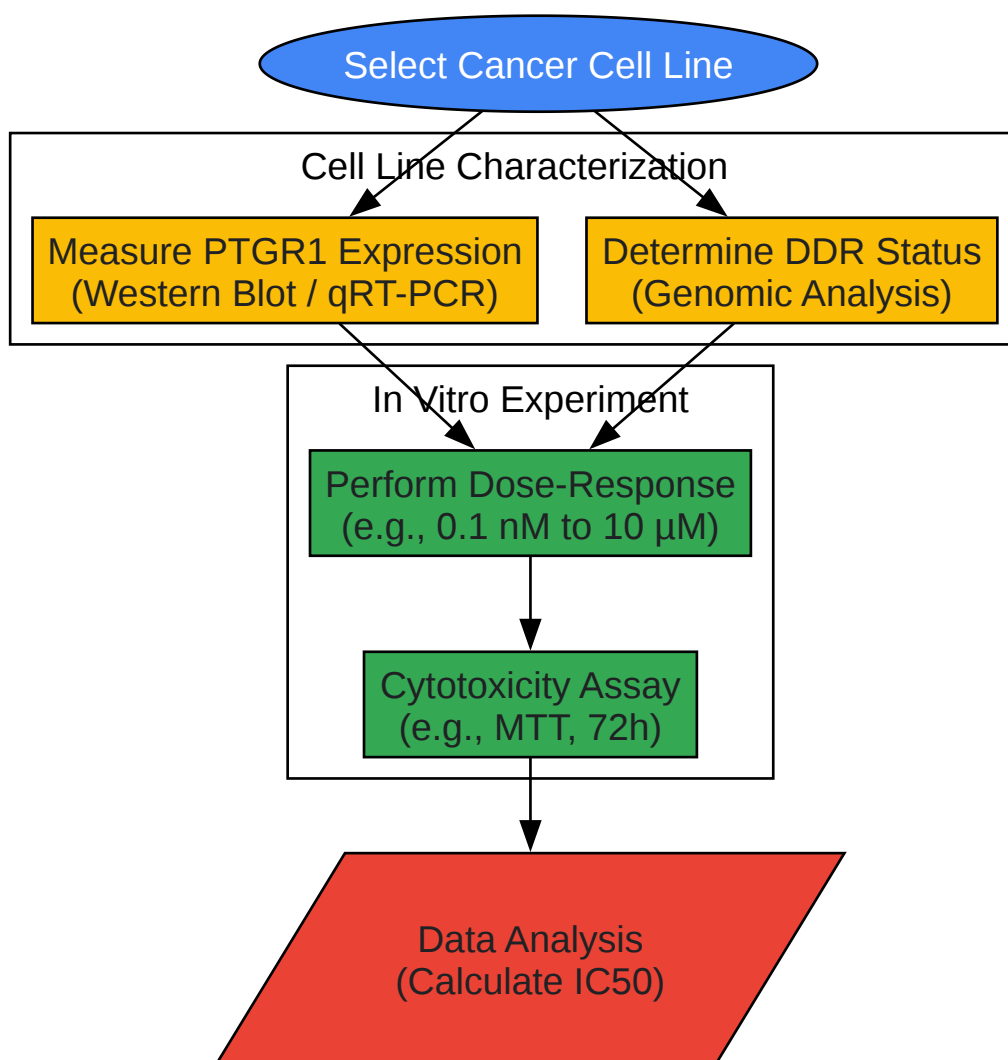 Select Cancer Cell Line
Cell Line Characterization
Measure PTGR1 Expression
(Western Blot / qRT-PCR)
Determine DDR Status
(Genomic Analysis)
In Vitro Experiment
Perform Dose-Response
(e.g., 0.1 nM to 10 µM)
Cytotoxicity Assay
(e.g., MTT, 72h)
Data Analysis
(Calculate IC50)